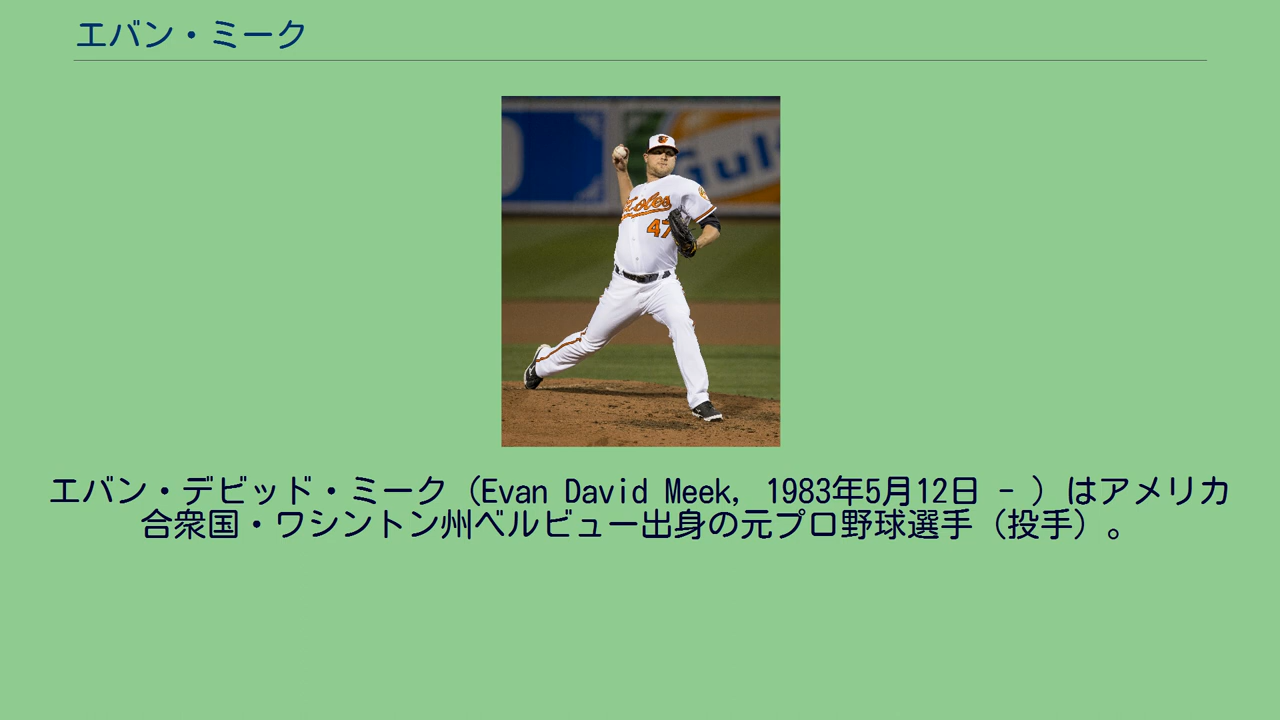 エバン・ミーク
Gulf
Orioles
47
エバン・デビッド・ミーク（Evan David Meek, 1983年5月12日 - ）はアメリカ
合衆国・ワシントン州ベルビュー出身の元プロ野球選手（投手）。